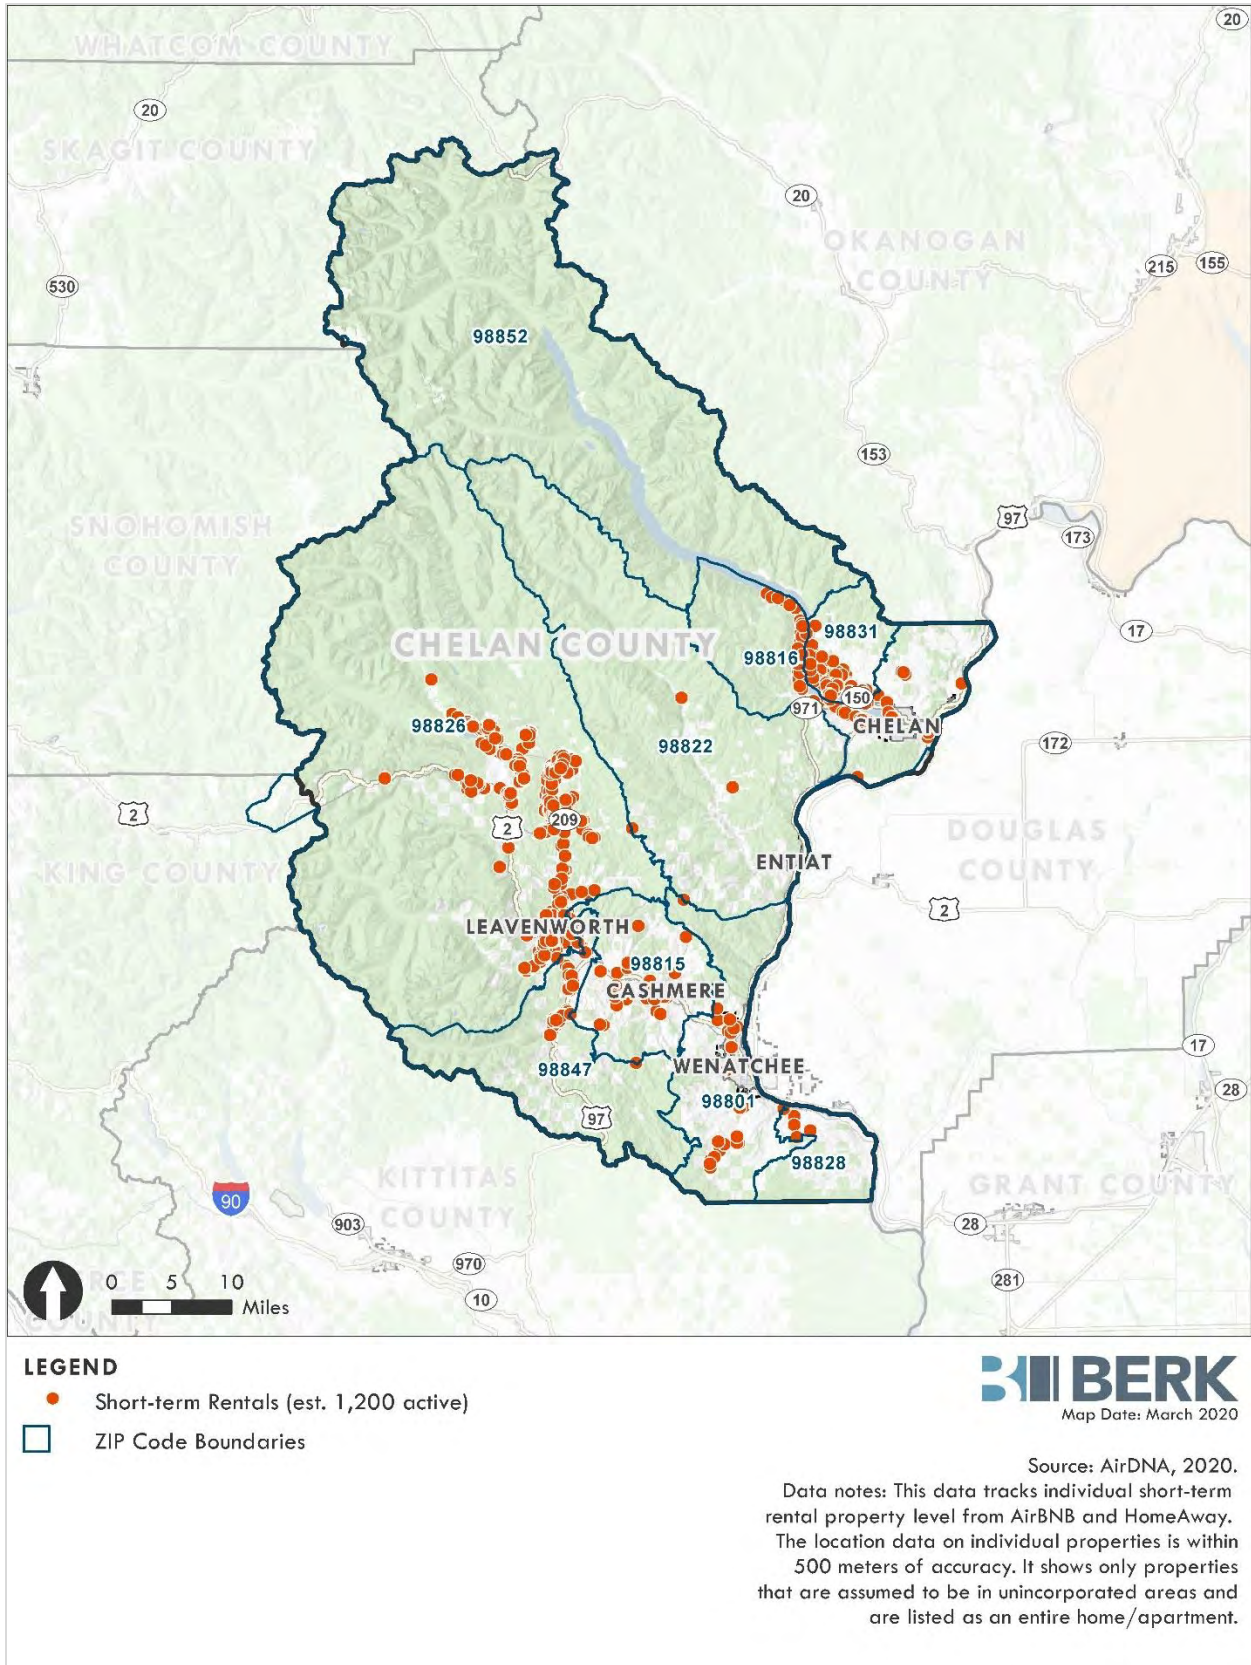 WHATCOM COUNTY
20
20
SKAGIT COUNTY
20
OKANOGAN
COUNTY
215
155
530
98852
153
SNOHOMISH
COUNTY
97
173
17
98831
CHELAN COUNTY
98816
150
971
98826
CHELAN
98822
172
2
2
209
DOUGLAS
COUNTY
KING COUNTY
ENTIAT
2
LEAVENWORTH
98815
CASHMERE
17
98847
WENATCHEE
28
98801
97
98828
KITTITAS
COUNTY
GRANT COUNTY
90
903
28
970
281
10
COUNTY
0 5 10
Miles
LEGEND
Short-term Rentals (est. 1,200 active)
ZIP Code Boundaries
BERK
Map Date: March 2020
Source: AirDNA, 2020.
Data notes: This data tracks individual short-term
rental property level from AirBNB and HomeAway.
The location data on individual properties is within
500 meters of accuracy. It shows only properties
that are assumed to be in unincorporated areas and
are listed as an entire home/apartment.